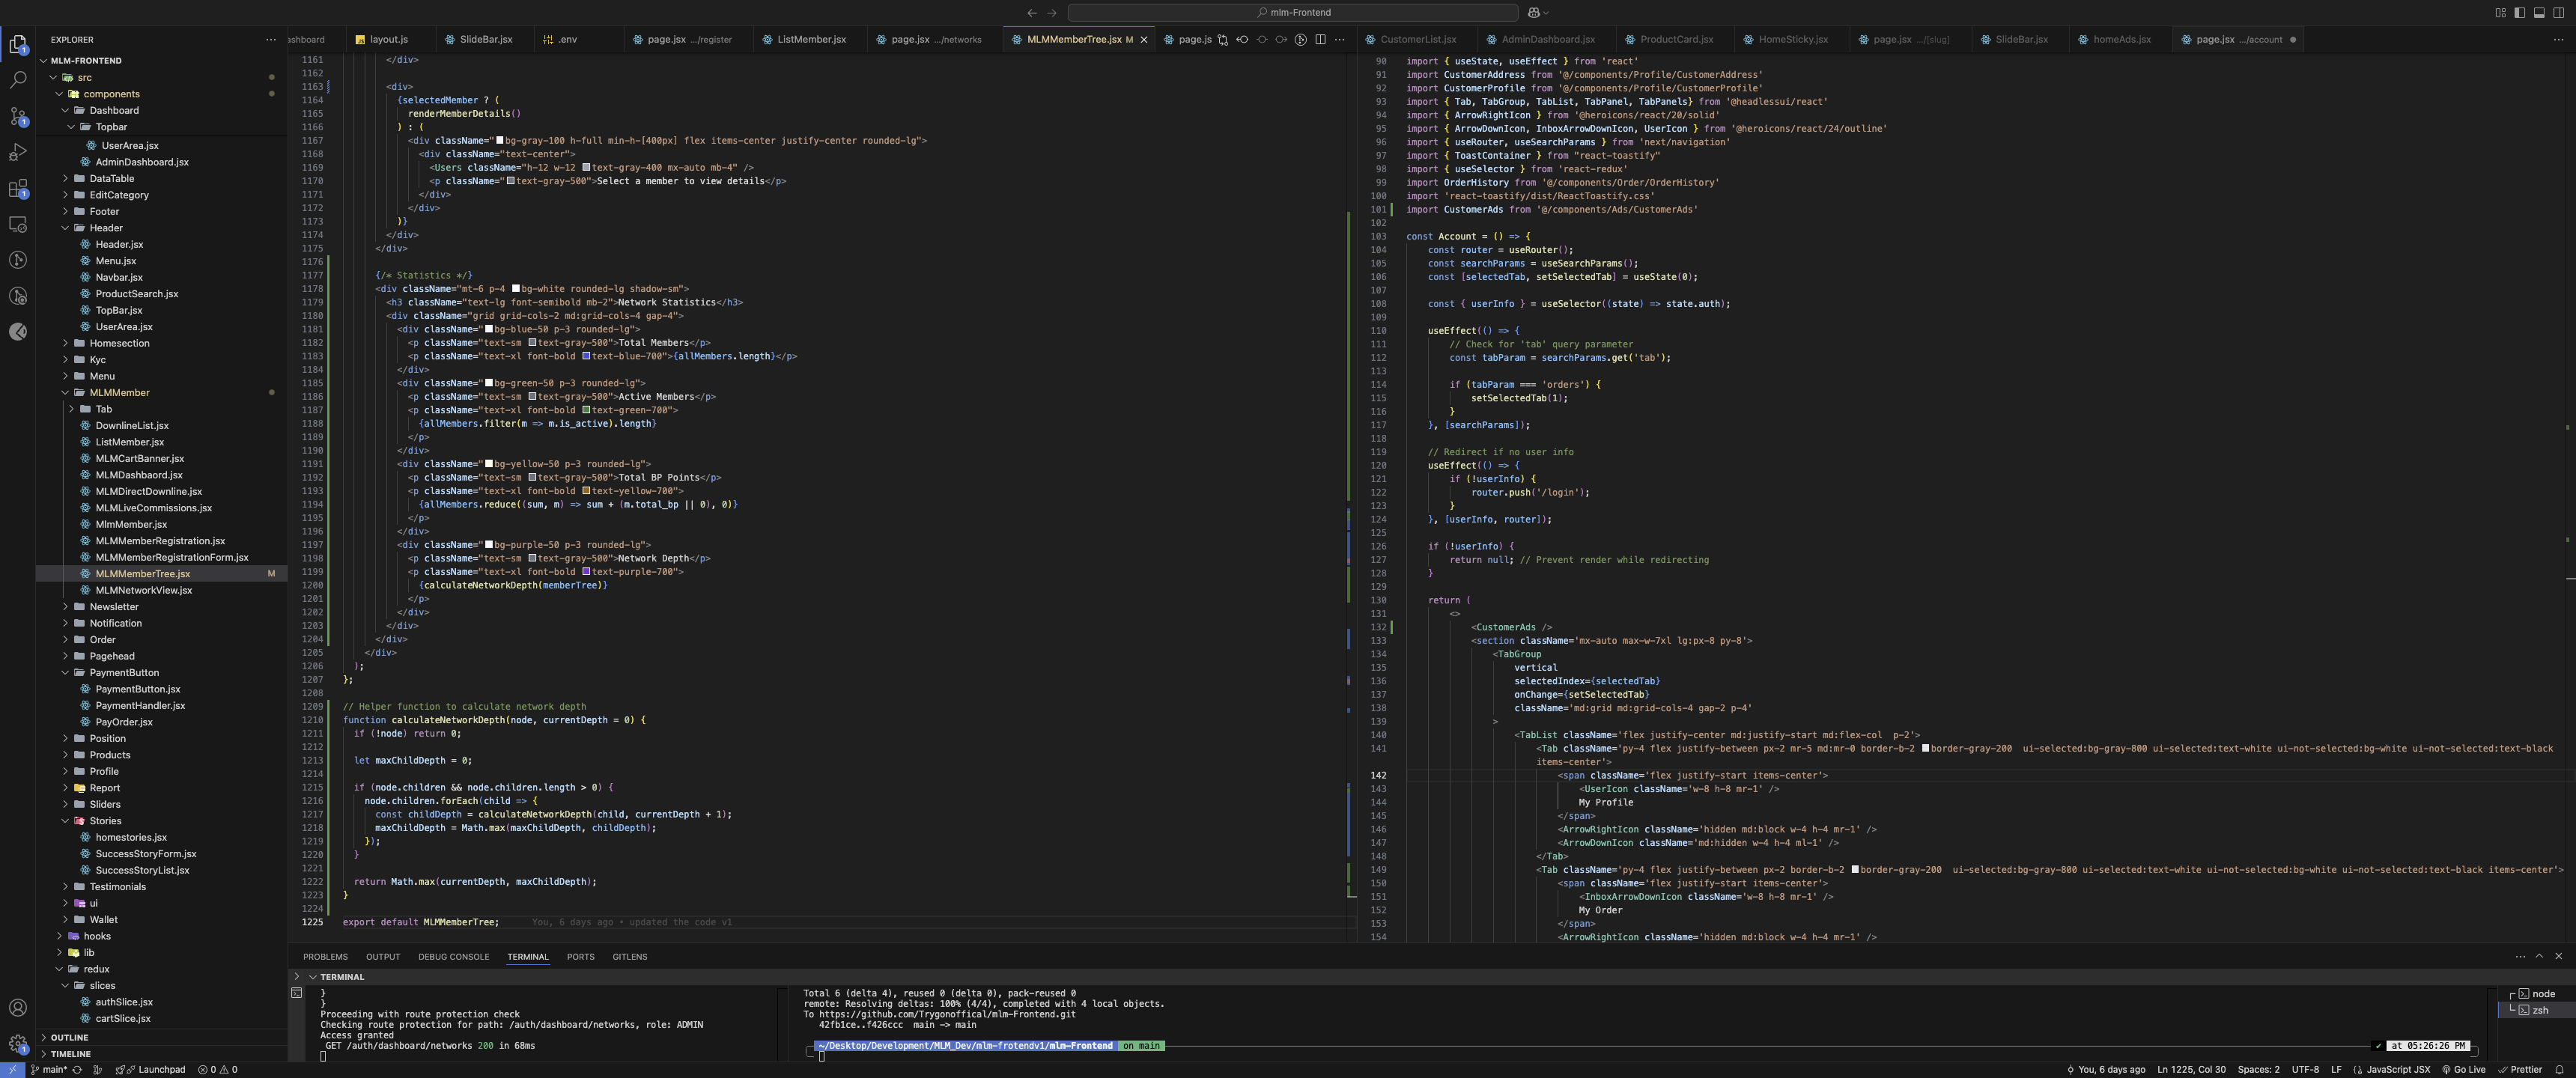 mlm-Frontend
EXPLORER
MLM-FRONTEND
src
components
Dashboard
Topbar
UserArea.jsx
AdminDashboard.jsx
DataTable
EditCategory
Footer
Header
Header.jsx
Menu.jsx
Navbar.jsx
ProductSearch.jsx
TopBar.jsx
UserArea.jsx
Homesection
Kyc
Menu
MLMMember
Tab
DownlineList.jsx
ListMember.jsx
MLMCartBanner.jsx
MLMDashbaord.jsx
MLMDirectDownline.jsx
MLMLiveCommissions.jsx
MlmMember.jsx
MLMMemberRegistration.jsx
MLMMemberRegistrationForm.jsx
MLMMemberTree.jsx M
MLMNetworkView.jsx
Newsletter
Notification
Order
Pagehead
PaymentButton
PaymentButton.jsx
PaymentHandler.jsx
PayOrder.jsx
Position
Products
Profile
Report
Sliders
Stories
homestories.jsx
SuccessStoryForm.jsx
SuccessStoryList.jsx
Testimonials
ui
Wallet
hooks
lib
redux
slices
authSlice.jsx
cartSlice.jsx
OUTLINE
TIMELINE
ashboard layout.js SlideBar.jsx .env page.jsx .../register ListMember.jsx page.jsx .../networks MLMMemberTree.jsx M page.js
1161 </div>
1162
1163 <div>
1164 {selectedMember ? (
1165 renderMemberDetails()
1166 ) : (
1167 <div className="bg-gray-100 h-full min-h-[400px] flex items-center justify-center rounded-lg">
1168 <div className="text-center">
1169 <Users className="h-12 w-12 text-gray-400 mx-auto mb-4" />
1170 <p className="text-gray-500">Select a member to view details</p>
1171 </div>
1172 </div>
1173 )}
1174 </div>
1175 </div>
1176
1177 {/* Statistics */}
1178 <div className="mt-6 p-4 bg-white rounded-lg shadow-sm">
1179 <h3 className="text-lg font-semibold mb-2">Network Statistics</h3>
1180 <div className="grid grid-cols-2 md:grid-cols-4 gap-4">
1181 <div className="bg-blue-50 p-3 rounded-lg">
1182 <p className="text-sm text-gray-500">Total Members</p>
1183 <p className="text-xl font-bold text-blue-700">{allMembers.length}</p>
1184 </div>
1185 <div className="bg-green-50 p-3 rounded-lg">
1186 <p className="text-sm text-gray-500">Active Members</p>
1187 <p className="text-xl font-bold text-green-700">
1188 {allMembers.filter(m => m.is_active).length}
1189 </p>
1190 </div>
1191 <div className="bg-yellow-50 p-3 rounded-lg">
1192 <p className="text-sm text-gray-500">Total BP Points</p>
1193 <p className="text-xl font-bold text-yellow-700">
1194 {allMembers.reduce((sum, m) => sum + (m.total_bp || 0), 0)}
1195 </p>
1196 </div>
1197 <div className="bg-purple-50 p-3 rounded-lg">
1198 <p className="text-sm text-gray-500">Network Depth</p>
1199 <p className="text-xl font-bold text-purple-700">
1200 {calculateNetworkDepth(memberTree)}
1201 </p>
1202 </div>
1203 </div>
1204 </div>
1205 </div>
1206 );
1207 };
1208
1209 // Helper function to calculate network depth
1210 function calculateNetworkDepth(node, currentDepth = 0) {
1211 if (!node) return 0;
1212
1213 let maxChildDepth = 0;
1214
1215 if (node.children && node.children.length > 0) {
1216 node.children.forEach(child => {
1217 const childDepth = calculateNetworkDepth(child, currentDepth + 1);
1218 maxChildDepth = Math.max(maxChildDepth, childDepth);
1219 });
1220 }
1221
1222 return Math.max(currentDepth, maxChildDepth);
1223 }
1224
1225 export default MLMMemberTree; You, 6 days ago • updated the code v1
CustomerList.jsx AdminDashboard.jsx ProductCard.jsx HomeSticky.jsx page.jsx .../[slug] SlideBar.jsx homeAds.jsx page.jsx .../account
90 import { useState, useEffect } from 'react'
91 import CustomerAddress from '@/components/Profile/CustomerAddress'
92 import CustomerProfile from '@/components/Profile/CustomerProfile'
93 import { Tab, TabGroup, TabList, TabPanel, TabPanels} from '@headlessui/react'
94 import { ArrowRightIcon } from '@heroicons/react/20/solid'
95 import { ArrowDownIcon, InboxArrowDownIcon, UserIcon } from '@heroicons/react/24/outline'
96 import { useRouter, useSearchParams } from 'next/navigation'
97 import { ToastContainer } from "react-toastify"
98 import { useSelector } from 'react-redux'
99 import OrderHistory from '@/components/Order/OrderHistory'
100 import 'react-toastify/dist/ReactToastify.css'
101 import CustomerAds from '@/components/Ads/CustomerAds'
102
103 const Account = () => {
104 const router = useRouter();
105 const searchParams = useSearchParams();
106 const [selectedTab, setSelectedTab] = useState(0);
107
108 const { userInfo } = useSelector((state) => state.auth);
109
110 useEffect(() => {
111 // Check for 'tab' query parameter
112 const tabParam = searchParams.get('tab');
113
114 if (tabParam === 'orders') {
115 setSelectedTab(1);
116 }
117 }, [searchParams]);
118
119 // Redirect if no user info
120 useEffect(() => {
121 if (!userInfo) {
122 router.push('/login');
123 }
124 }, [userInfo, router]);
125
126 if (!userInfo) {
127 return null; // Prevent render while redirecting
128 }
129
130 return (
131 <>
132 <CustomerAds />
133 <section className='mx-auto max-w-7xl lg:px-8 py-8'>
134 <TabGroup
135 vertical
136 selectedIndex={selectedTab}
137 onChange={setSelectedTab}
138 className='md:grid md:grid-cols-4 gap-2 p-4'
139 >
140 <TabList className='flex justify-center md:justify-start md:flex-col p-2'>
141 <Tab className='py-4 flex justify-between px-2 mr-5 md:mr-0 border-b-2 border-gray-200 ui-selected:bg-gray-800 ui-selected:text-white ui-not-selected:bg-white ui-not-selected:text-black
items-center'>
142 <span className='flex justify-start items-center'>
143 <UserIcon className='w-8 h-8 mr-1' />
144 My Profile
145 </span>
146 <ArrowRightIcon className='hidden md:block w-4 h-4 mr-1' />
147 <ArrowDownIcon className='md:hidden w-4 h-4 ml-1' />
148 </Tab>
149 <Tab className='py-4 flex justify-between px-2 border-b-2 border-gray-200 ui-selected:bg-gray-800 ui-selected:text-white ui-not-selected:bg-white ui-not-selected:text-black items-center'>
150 <span className='flex justify-start items-center'>
151 <InboxArrowDownIcon className='w-8 h-8 mr-1' />
152 My Order
153 </span>
154 <ArrowRightIcon className='hidden md:block w-4 h-4 mr-1' />
PROBLEMS OUTPUT DEBUG CONSOLE TERMINAL PORTS GITLENS
TERMINAL
}
}
Proceeding with route protection check
Checking route protection for path: /auth/dashboard/networks, role: ADMIN
Access granted
GET /auth/dashboard/networks 200 in 68ms
Total 6 (delta 4), reused 0 (delta 0), pack-reused 0
remote: Resolving deltas: 100% (4/4), completed with 4 local objects.
To https://github.com/Trygonoffical/mlm-Frontend.git
42fb1ce..f426ccc main -> main
~/Desktop/Development/MLM_Dev/mlm-frotendv1/mlm-Frontend on main
✔ at 05:26:26 PM
node
zsh
main* Launchpad 0 0
You, 6 days ago Ln 1225, Col 30 Spaces: 2 UTF-8 LF JavaScript JSX Go Live Prettier